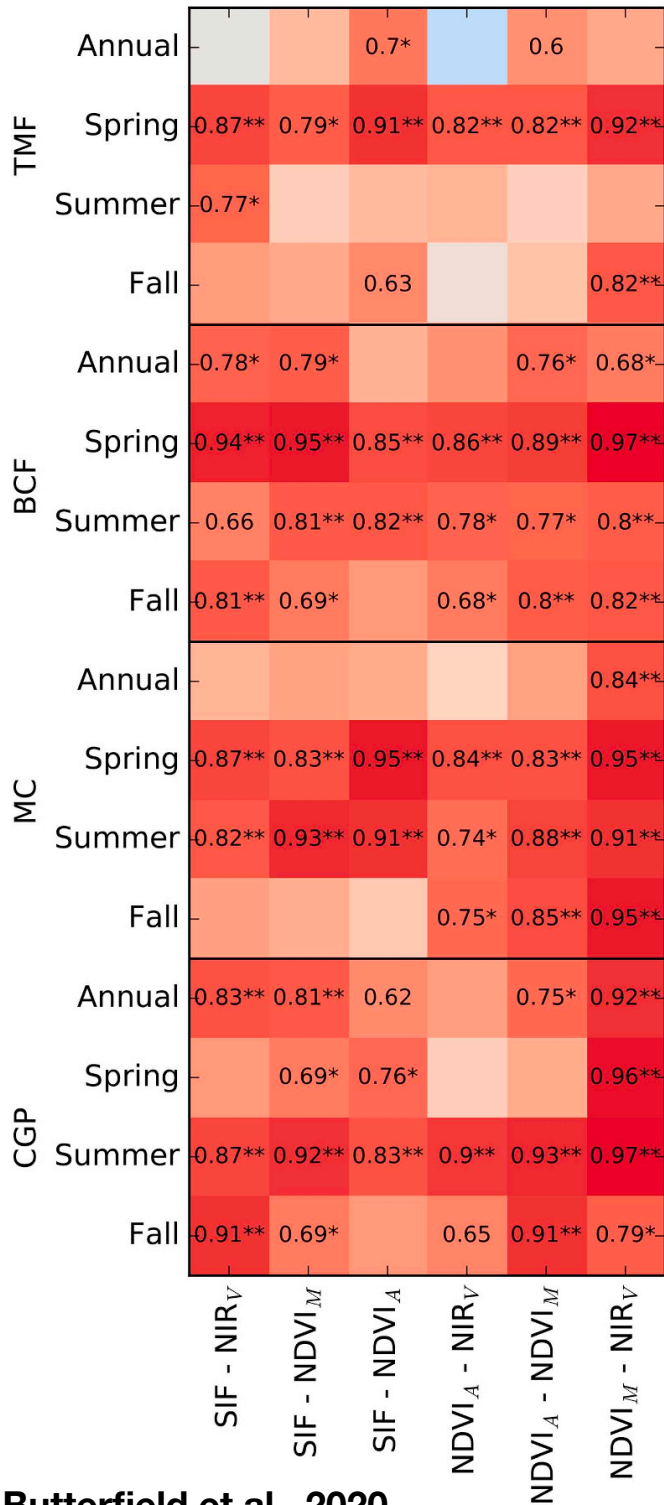 TMF
Annual 0.7* 0.6
Spring 0.87** 0.79* 0.91** 0.82** 0.82** 0.92**
Summer 0.77*
Fall 0.63 0.82**
BCF
Annual 0.78* 0.79* 0.76* 0.68*
Spring 0.94** 0.95** 0.85** 0.86** 0.89** 0.97**
Summer 0.66 0.81** 0.82** 0.78* 0.77* 0.8**
Fall 0.81** 0.69* 0.68* 0.8** 0.82**
MC
Annual 0.84**
Spring 0.87** 0.83** 0.95** 0.84** 0.83** 0.95**
Summer 0.82** 0.93** 0.91** 0.74* 0.88** 0.91**
Fall 0.75* 0.85** 0.95**
CGP
Annual 0.83** 0.81** 0.62 0.75* 0.92**
Spring 0.69* 0.76* 0.96**
Summer 0.87** 0.92** 0.83** 0.9** 0.93** 0.97**
Fall 0.91** 0.69* 0.65 0.91** 0.79*
SIF - NIR_V
SIF - NDVI_M
SIF - NDVI_A
NDVI_A - NIR_V
NDVI_A - NDVI_M
NDVI_M - NIR_V
Butterfield et al., 2020